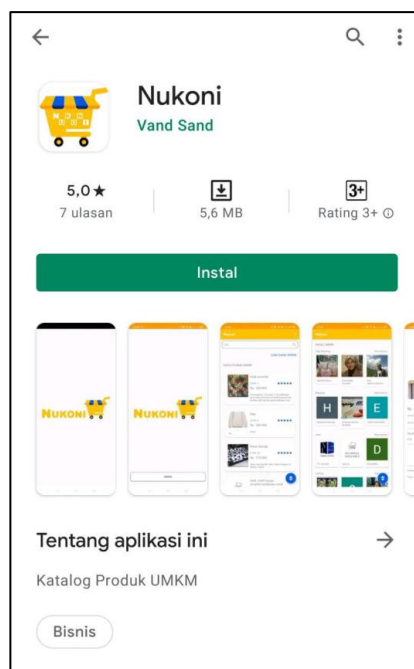 Nukoni
Vand Sand
5,0★
7 ulasan
5,6 MB
3+
Rating 3+
Instal
NUKONI
NUKONI
H
E
D
Tentang aplikasi ini
Katalog Produk UMKM
Bisnis